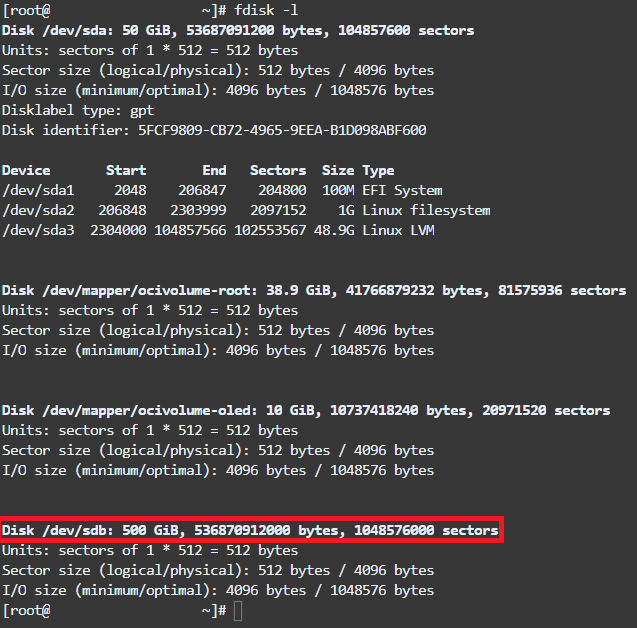 [root@ ~]# fdisk -l
Disk /dev/sda: 50 GiB, 53687091200 bytes, 104857600 sectors
Units: sectors of 1 * 512 = 512 bytes
Sector size (logical/physical): 512 bytes / 4096 bytes
I/O size (minimum/optimal): 4096 bytes / 1048576 bytes
Disklabel type: gpt
Disk identifier: 5FCF9809-CB72-4965-9EEA-B1D098ABF600
Device Start End Sectors Size Type
/dev/sda1 2048 206847 204800 100M EFI System
/dev/sda2 206848 2303999 2097152 1G Linux filesystem
/dev/sda3 2304000 104857566 102553567 48.9G Linux LVM
Disk /dev/mapper/ocivolume-root: 38.9 GiB, 41766879232 bytes, 81575936 sectors
Units: sectors of 1 * 512 = 512 bytes
Sector size (logical/physical): 512 bytes / 4096 bytes
I/O size (minimum/optimal): 4096 bytes / 1048576 bytes
Disk /dev/mapper/ocivolume-oled: 10 GiB, 10737418240 bytes, 20971520 sectors
Units: sectors of 1 * 512 = 512 bytes
Sector size (logical/physical): 512 bytes / 4096 bytes
I/O size (minimum/optimal): 4096 bytes / 1048576 bytes
Disk /dev/sdb: 500 GiB, 536870912000 bytes, 1048576000 sectors
Units: sectors of 1 * 512 = 512 bytes
Sector size (logical/physical): 512 bytes / 4096 bytes
I/O size (minimum/optimal): 4096 bytes / 1048576 bytes
[root@ ~]#